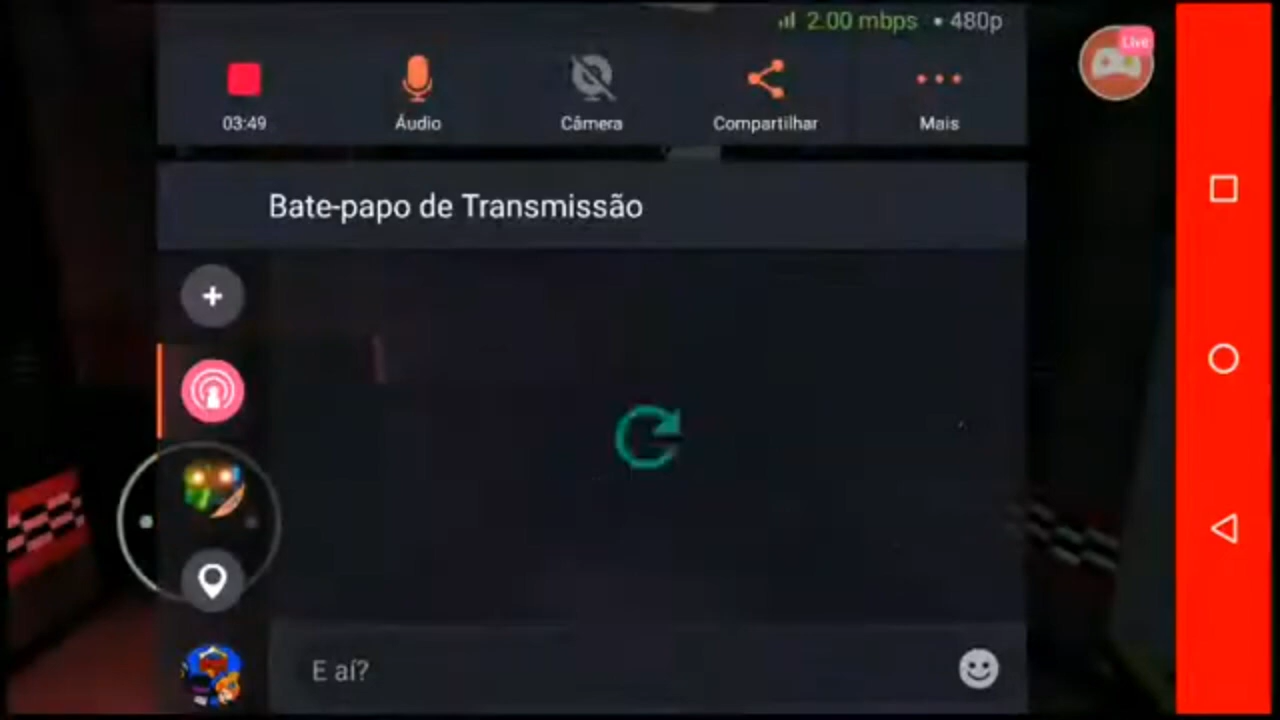 2.00 mbps • 480p
Live
03:49
Áudio
Câmera
Compartilhar
Mais
Bate-papo de Transmissão
E aí?